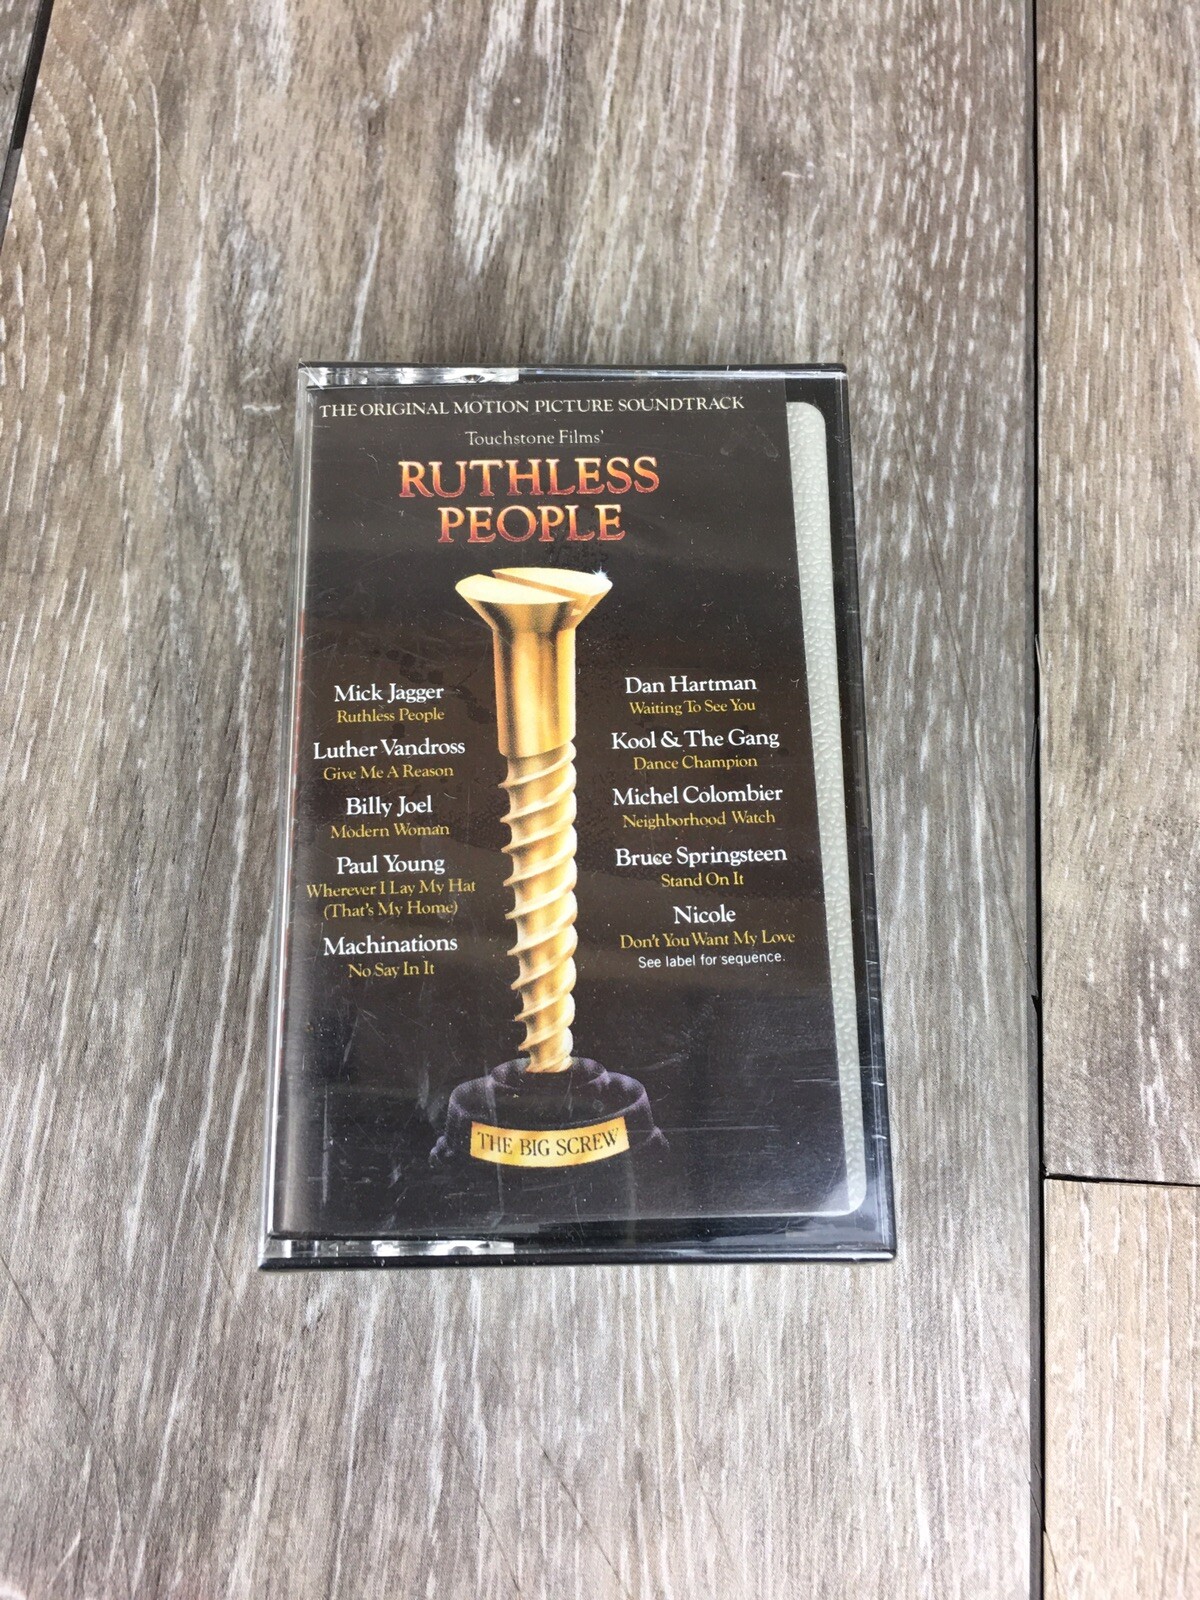 THE ORIGINAL MOTION PICTURE SOUNDTRACK
Touchstone Films'
RUTHLESS
PEOPLE
Mick Jagger
Ruthless People
Luther Vandross
Give Me A Reason
Billy Joel
Modern Woman
Paul Young
Wherever I Lay My Hat
(That's My Home)
Machinations
No Say In It
Dan Hartman
Waiting To See You
Kool & The Gang
Dance Champion
Michel Colombier
Neighborhood Watch
Bruce Springsteen
Stand On It
Nicole
Don't You Want My Love
See label for sequence.
THE BIG SCREW